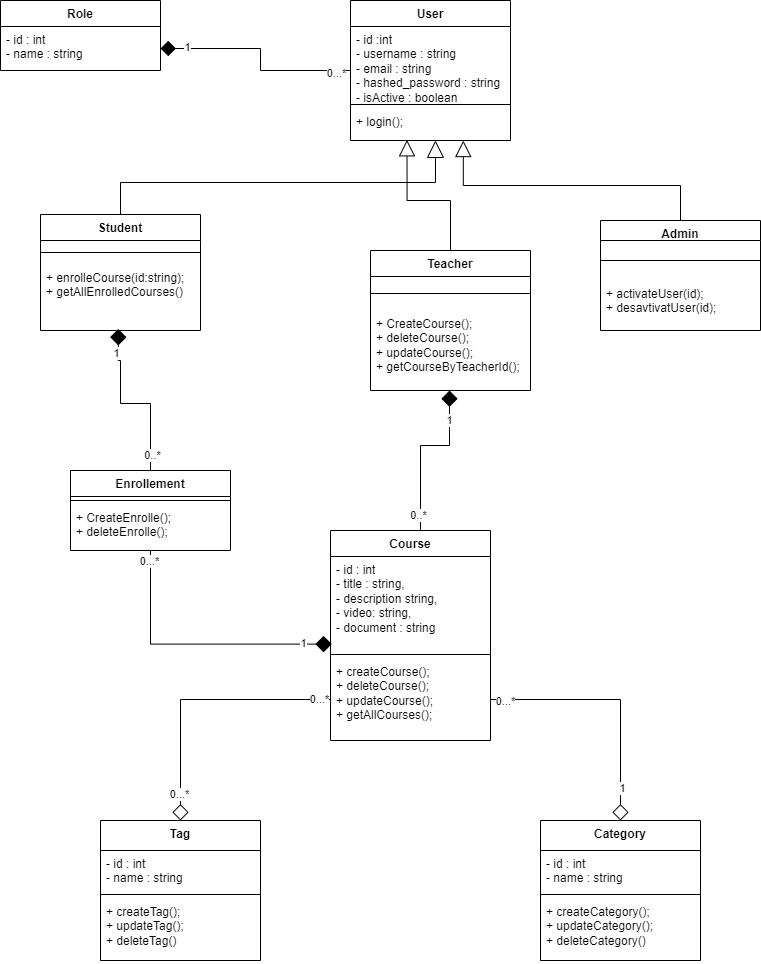 Role
- id : int
- name : string
1
0...*
User
- id :int
- username : string
- email : string
- hashed_password : string
- isActive : boolean
+ login();
Student
+ enrolleCourse(id:string);
+ getAllEnrolledCourses()
Teacher
+ CreateCourse();
+ deleteCourse();
+ updateCourse();
+ getCourseByTeacherId();
Admin
+ activateUser(id);
+ desavtivatUser(id);
1
0...*
Enrollement
+ CreateEnrolle();
+ deleteEnrolle();
0...*
1
1
0...*
Course
- id : int
- title : string,
- description string,
- video: string,
- document : string
+ createCourse();
+ deleteCourse();
+ updateCourse();
+ getAllCourses();
0...*
0...*
0...*
1
Tag
- id : int
- name : string
+ createTag();
+ updateTag();
+ deleteTag()
Category
- id : int
- name : string
+ createCategory();
+ updateCategory();
+ deleteCategory()